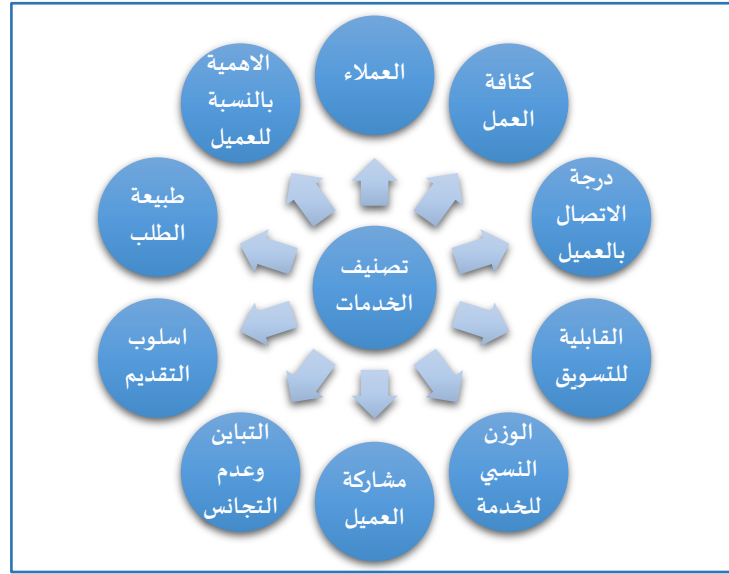 العملاء
كثافة
العمل
درجة
الاتصال
بالعميل
القابلية
للتسويق
الوزن
النسبي
للخدمة
مشاركة
العميل
التباين
وعدم
التجانس
اسلوب
التقديم
طبيعة
الطلب
الاهمية
بالنسبة
للعميل
تصنيف
الخدمات